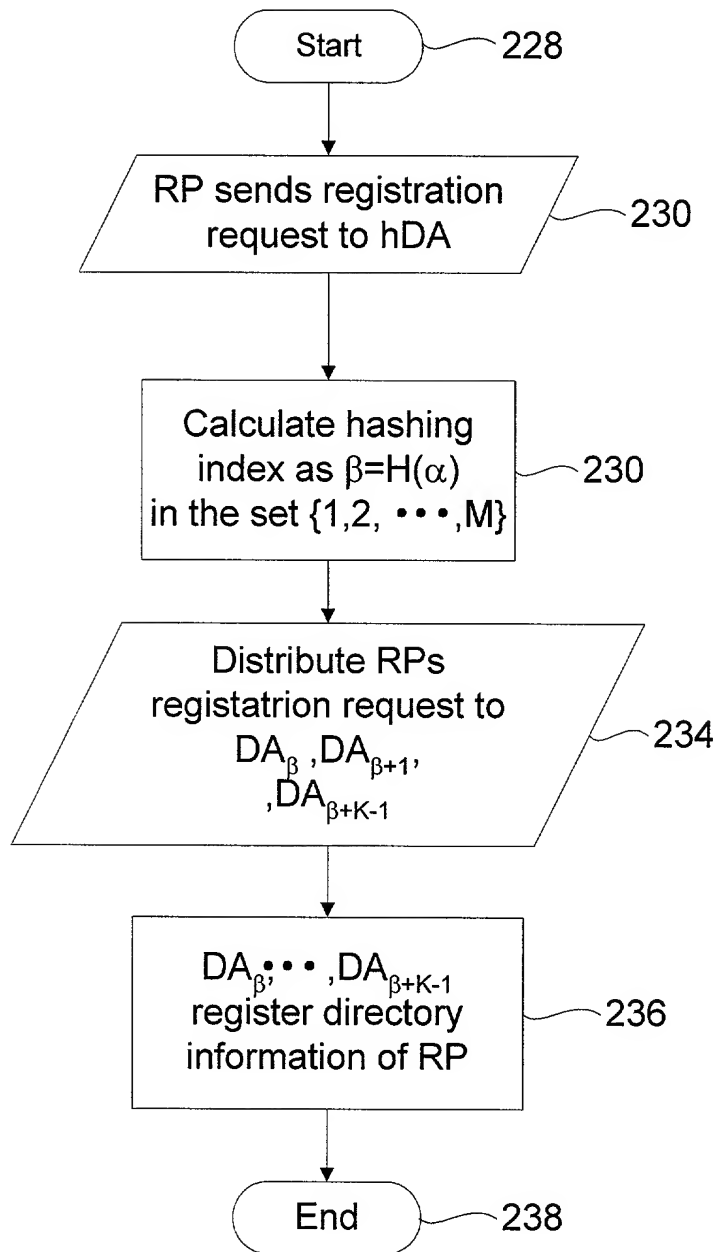 Start
228
RP sends registration
request to hDA
230
Calculate hashing
index as β=H(α)
in the set {1,2, •••,M}
230
Distribute RPs
registatrion request to
DAβ ,DAβ+1,
,DAβ+K-1
234
DAβ,••• ,DAβ+K-1
register directory
information of RP
236
End
238